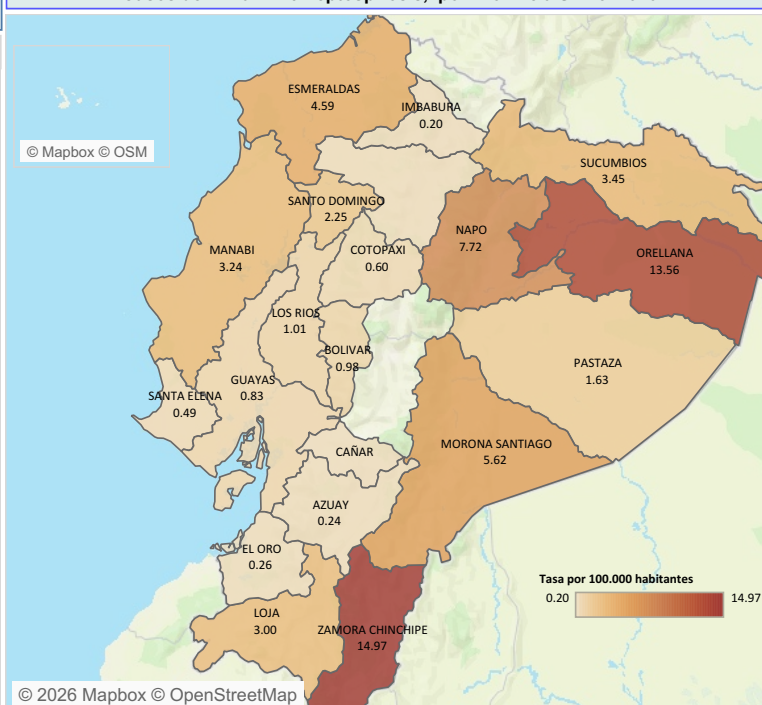 ESMERALDAS
4.59
IMBABURA
0.20
© Mapbox © OSM
SUCUMBIOS
3.45
SANTO DOMINGO
2.25
NAPO
7.72
COTOPAXI
0.60
MANABI
3.24
ORELLANA
13.56
LOS RIOS
1.01
BOLIVAR
0.98
PASTAZA
1.63
GUAYAS
0.83
SANTA ELENA
0.49
MORONA SANTIAGO
5.62
CAÑAR
AZUAY
0.24
EL ORO
0.26
Tasa por 100.000 habitantes
0.20
14.97
LOJA
3.00
ZAMORA CHINCHIPE
14.97
© 2026 Mapbox © OpenStreetMap